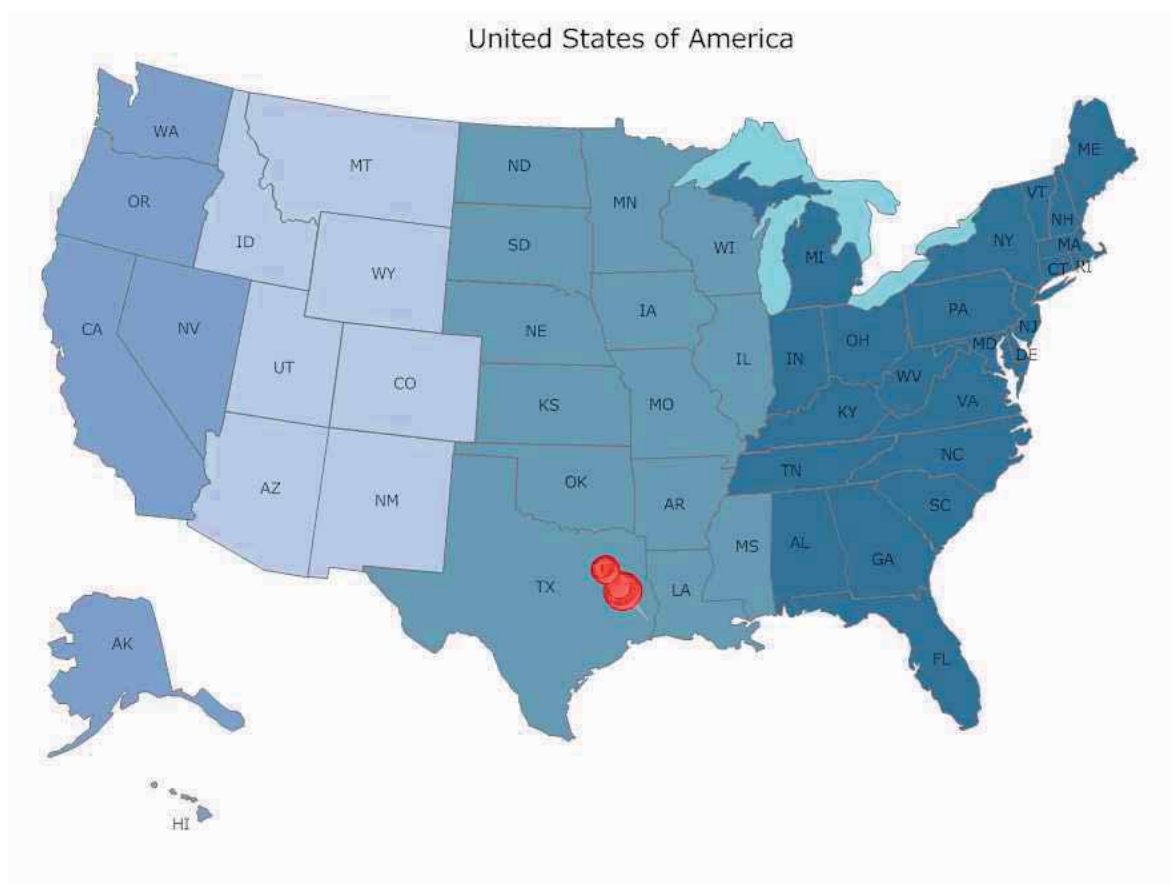 United States of America
ME
WA
MT
ND
VT
OR
MN
NH
ID
SD
WI
MI
NY
MA
WY
CT
RI
CA
NV
NE
IA
PA
NJ
UT
CO
IL
IN
OH
MD
DE
KS
MO
KY
WV
VA
AZ
NM
OK
AR
TN
NC
SC
MS
AL
GA
TX
LA
AK
FL
HI